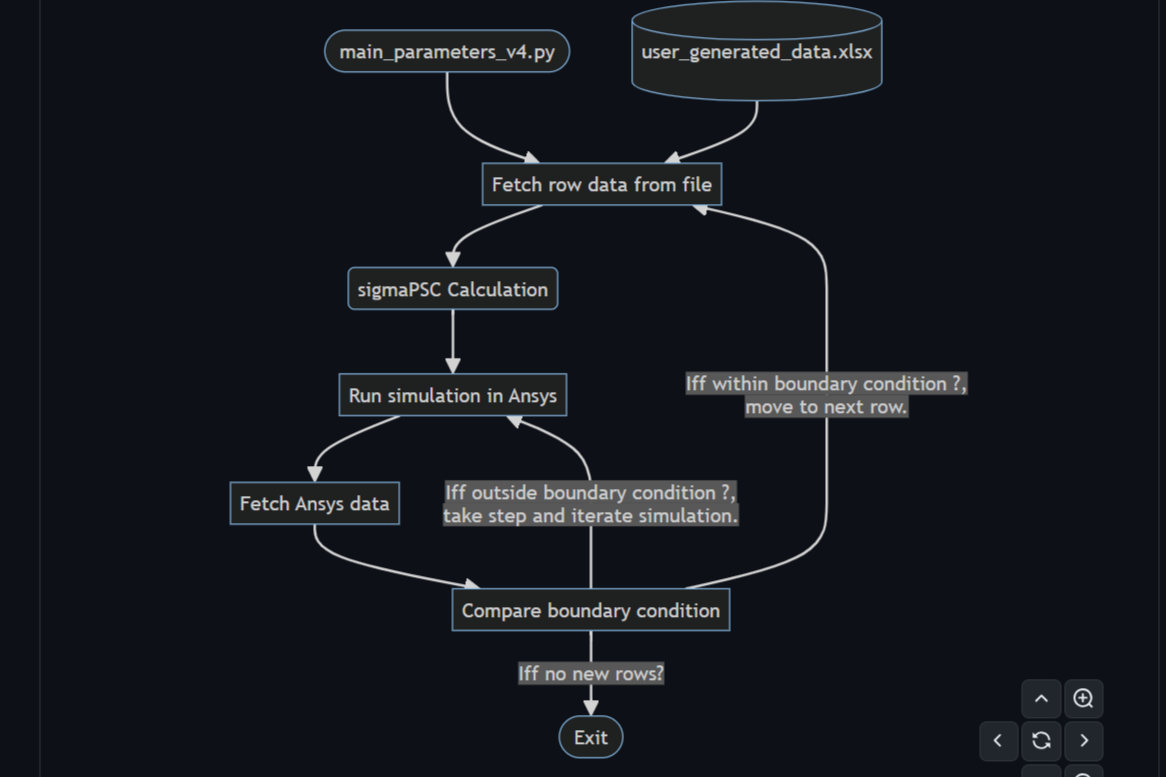 main_parameters_v4.py
user_generated_data.xlsx
Fetch row data from file
sigmaPSC Calculation
Iff within boundary condition ?,
move to next row.
Run simulation in Ansys
Iff outside boundary condition ?,
take step and iterate simulation.
Fetch Ansys data
Compare boundary condition
Iff no new rows?
Exit